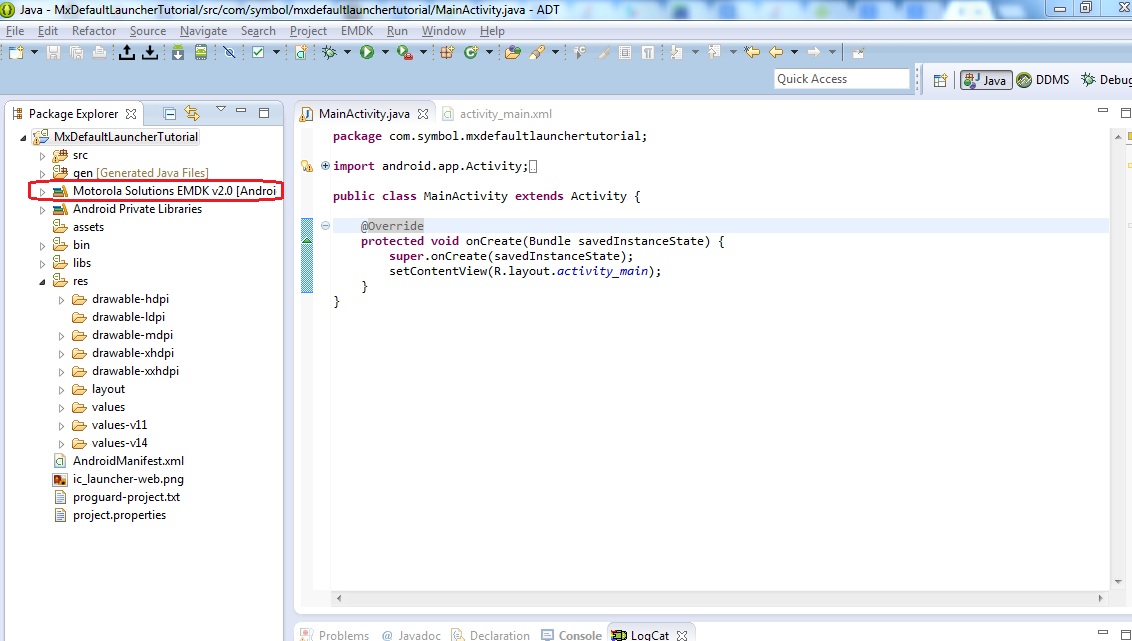 Java - MxDefaultLauncherTutorial/src/com/symbol/mxdefaultlaunchertutorial/MainActivity.java - ADT
File Edit Refactor Source Navigate Search Project EMDK Run Window Help
Quick Access
Java DDMS Debug
Package Explorer
MxDefaultLauncherTutorial
src
gen [Generated Java Files]
Motorola Solutions EMDK v2.0 [Androi
Android Private Libraries
assets
bin
libs
res
drawable-hdpi
drawable-ldpi
drawable-mdpi
drawable-xhdpi
drawable-xxhdpi
layout
values
values-v11
values-v14
AndroidManifest.xml
ic_launcher-web.png
proguard-project.txt
project.properties
MainActivity.java activity_main.xml
package com.symbol.mxdefaultlaunchertutorial;
import android.app.Activity;
public class MainActivity extends Activity {
@Override
protected void onCreate(Bundle savedInstanceState) {
super.onCreate(savedInstanceState);
setContentView(R.layout.activity_main);
}
}
Problems @ Javadoc Declaration Console LogCat